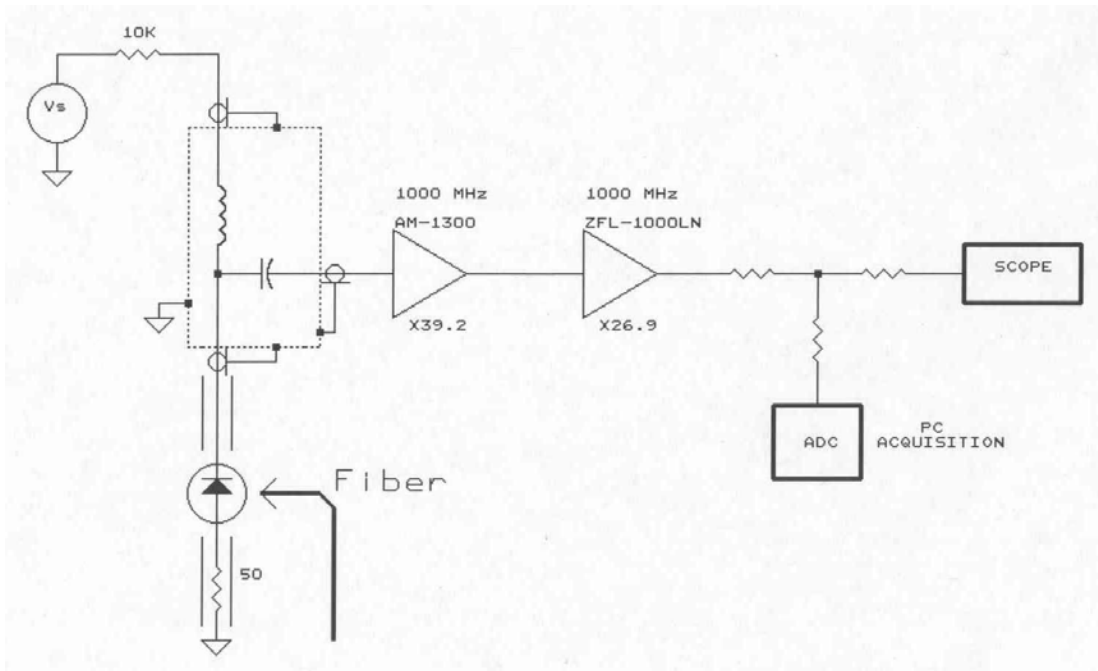 10K
Vs
1000 MHz
AM-1300
X39.2
1000 MHz
ZFL-1000LN
X26.9
SCOPE
ADC
PC
ACQUISITION
Fiber
50